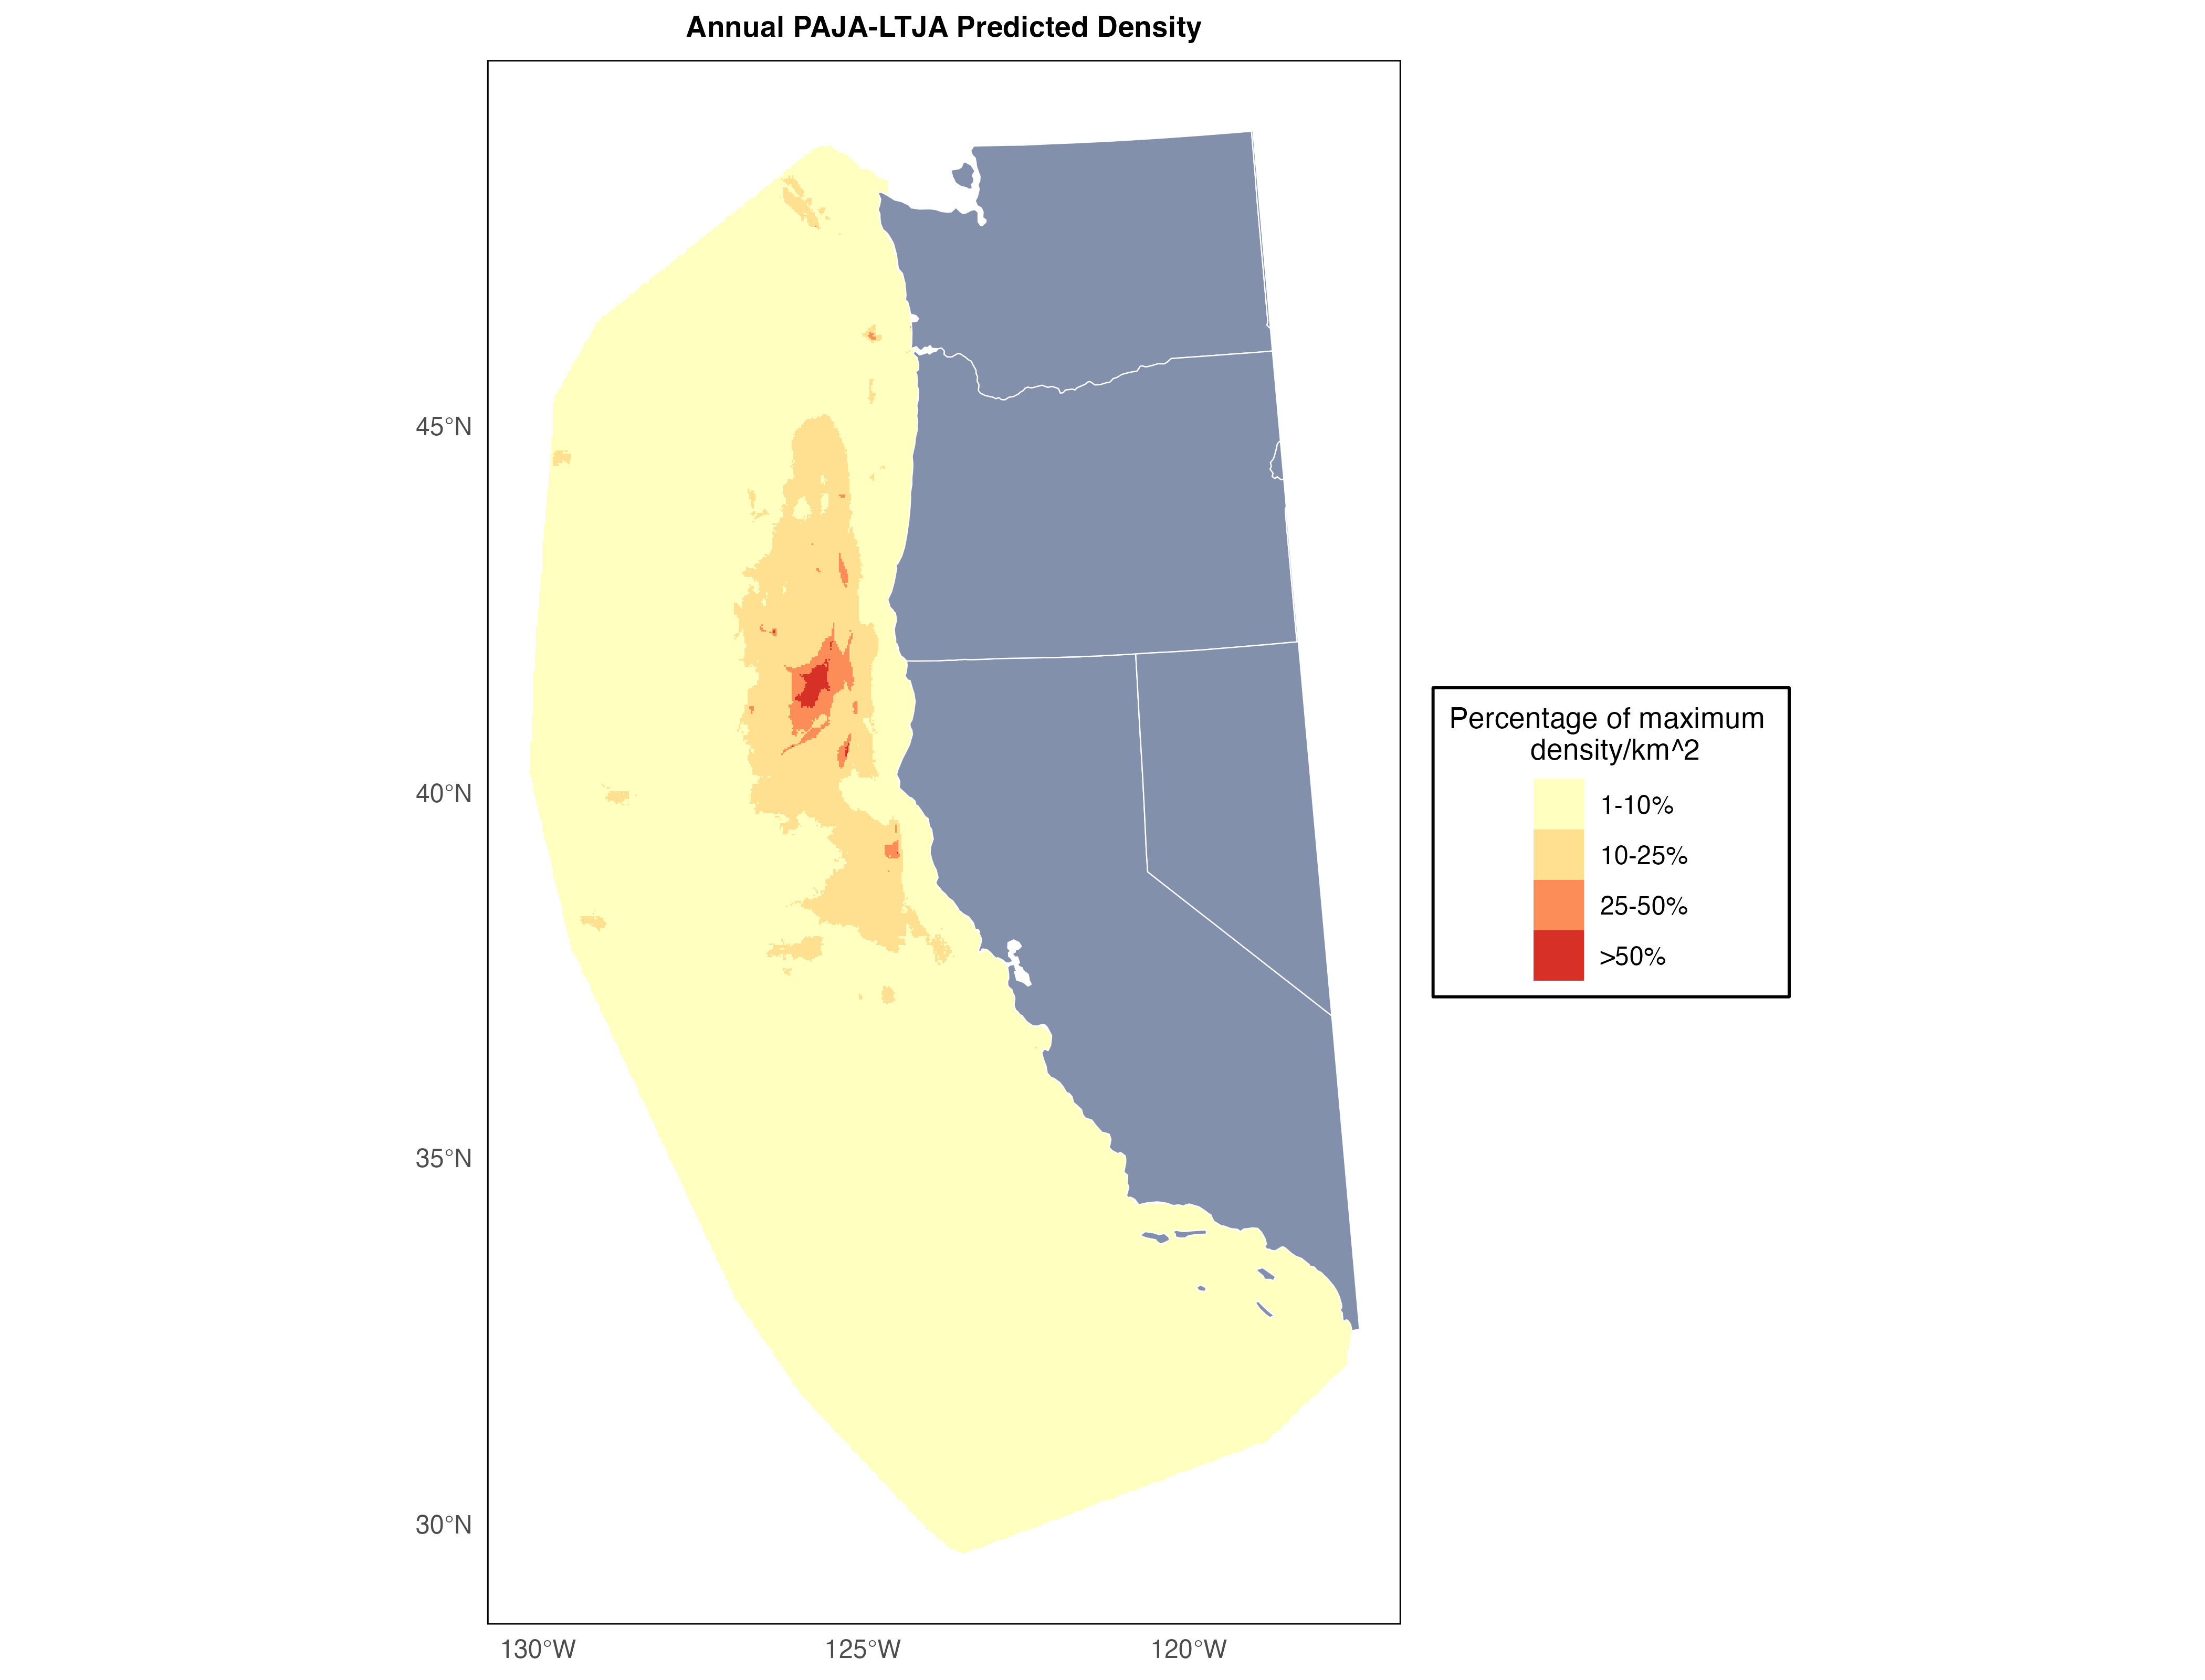 Annual PAJA-LTJA Predicted Density
45°N
40°N
35°N
30°N
130°W
125°W
120°W
Percentage of maximum
density/km^2
1-10%
10-25%
25-50%
>50%